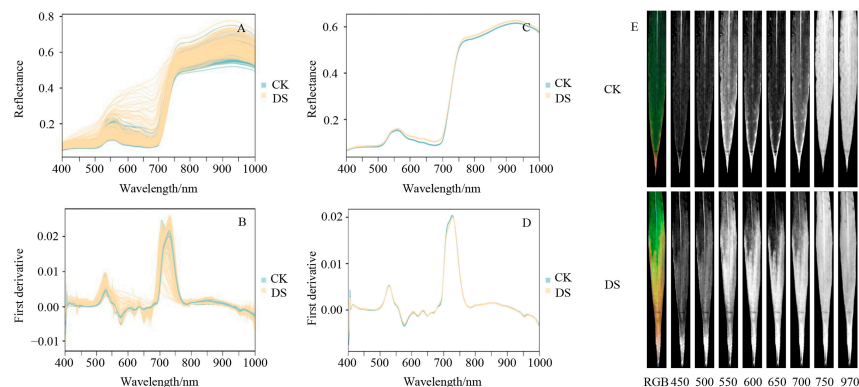 A
0.8
0.6
0.4
0.2
Reflectance
400 500 600 700 800 900 1000
Wavelength/nm
CK
DS
C
0.6
0.4
0.2
Reflectance
400 500 600 700 800 900 1000
Wavelength/nm
CK
DS
B
0.02
0.01
0.00
−0.01
First derivative
400 500 600 700 800 900 1000
Wavelength/nm
CK
DS
D
0.02
0.01
0.00
First derivative
400 500 600 700 800 900 1000
Wavelength/nm
CK
DS
E
CK
DS
RGB 450 500 550 600 650 700 750 970